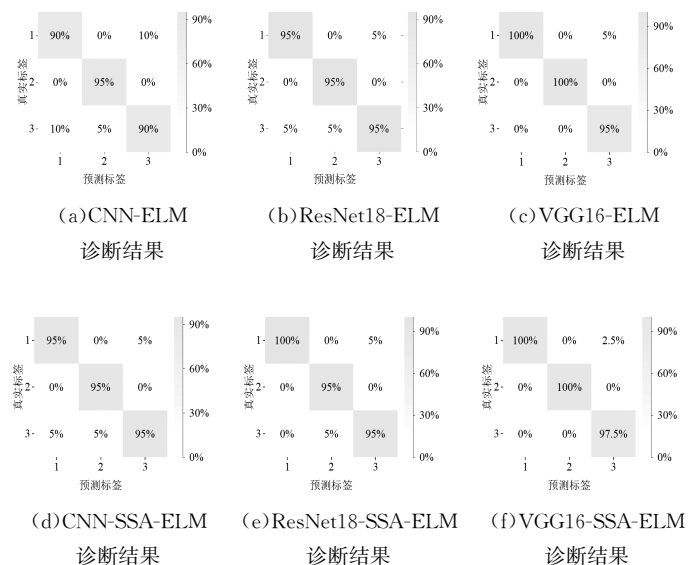 90%
1 90% 0% 10%
60%
2 0% 95% 0%
真实标签
30%
3 10% 5% 90%
0%
1 2 3
预测标签
(a)CNN-ELM
诊断结果
90%
1 95% 0% 5%
60%
2 0% 95% 0%
真实标签
30%
3 5% 5% 95%
0%
1 2 3
预测标签
(b)ResNet18-ELM
诊断结果
90%
1 100% 0% 5%
60%
2 0% 100% 0%
真实标签
30%
3 0% 0% 95%
0%
1 2 3
预测标签
(c)VGG16-ELM
诊断结果
90%
1 95% 0% 5%
60%
2 0% 95% 0%
真实标签
30%
3 5% 5% 95%
0%
1 2 3
预测标签
(d)CNN-SSA-ELM
诊断结果
90%
1 100% 0% 5%
60%
2 0% 95% 0%
真实标签
30%
3 0% 5% 95%
0%
1 2 3
预测标签
(e)ResNet18-SSA-ELM
诊断结果
90%
1 100% 0% 2.5%
60%
2 0% 100% 0%
真实标签
30%
3 0% 0% 97.5%
0%
1 2 3
预测标签
(f)VGG16-SSA-ELM
诊断结果